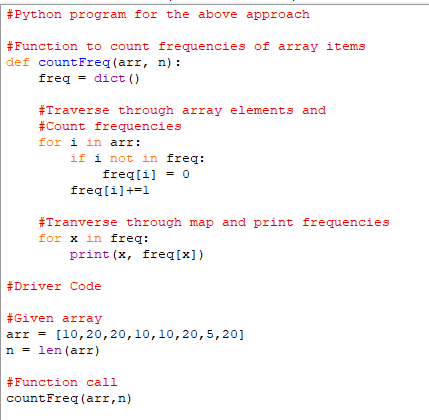 #Python program for the above approach
#Function to count frequencies of array items
def countFreq(arr, n):
    freq = dict()
    #Traverse through array elements and
    #Count frequencies
    for i in arr:
        if i not in freq:
            freq[i] = 0
        freq[i]+=1
    #Tranverse through map and print frequencies
    for x in freq:
        print(x, freq[x])
#Driver Code
#Given array
arr = [10,20,20,10,10,20,5,20]
n = len(arr)
#Function call
countFreq(arr,n)